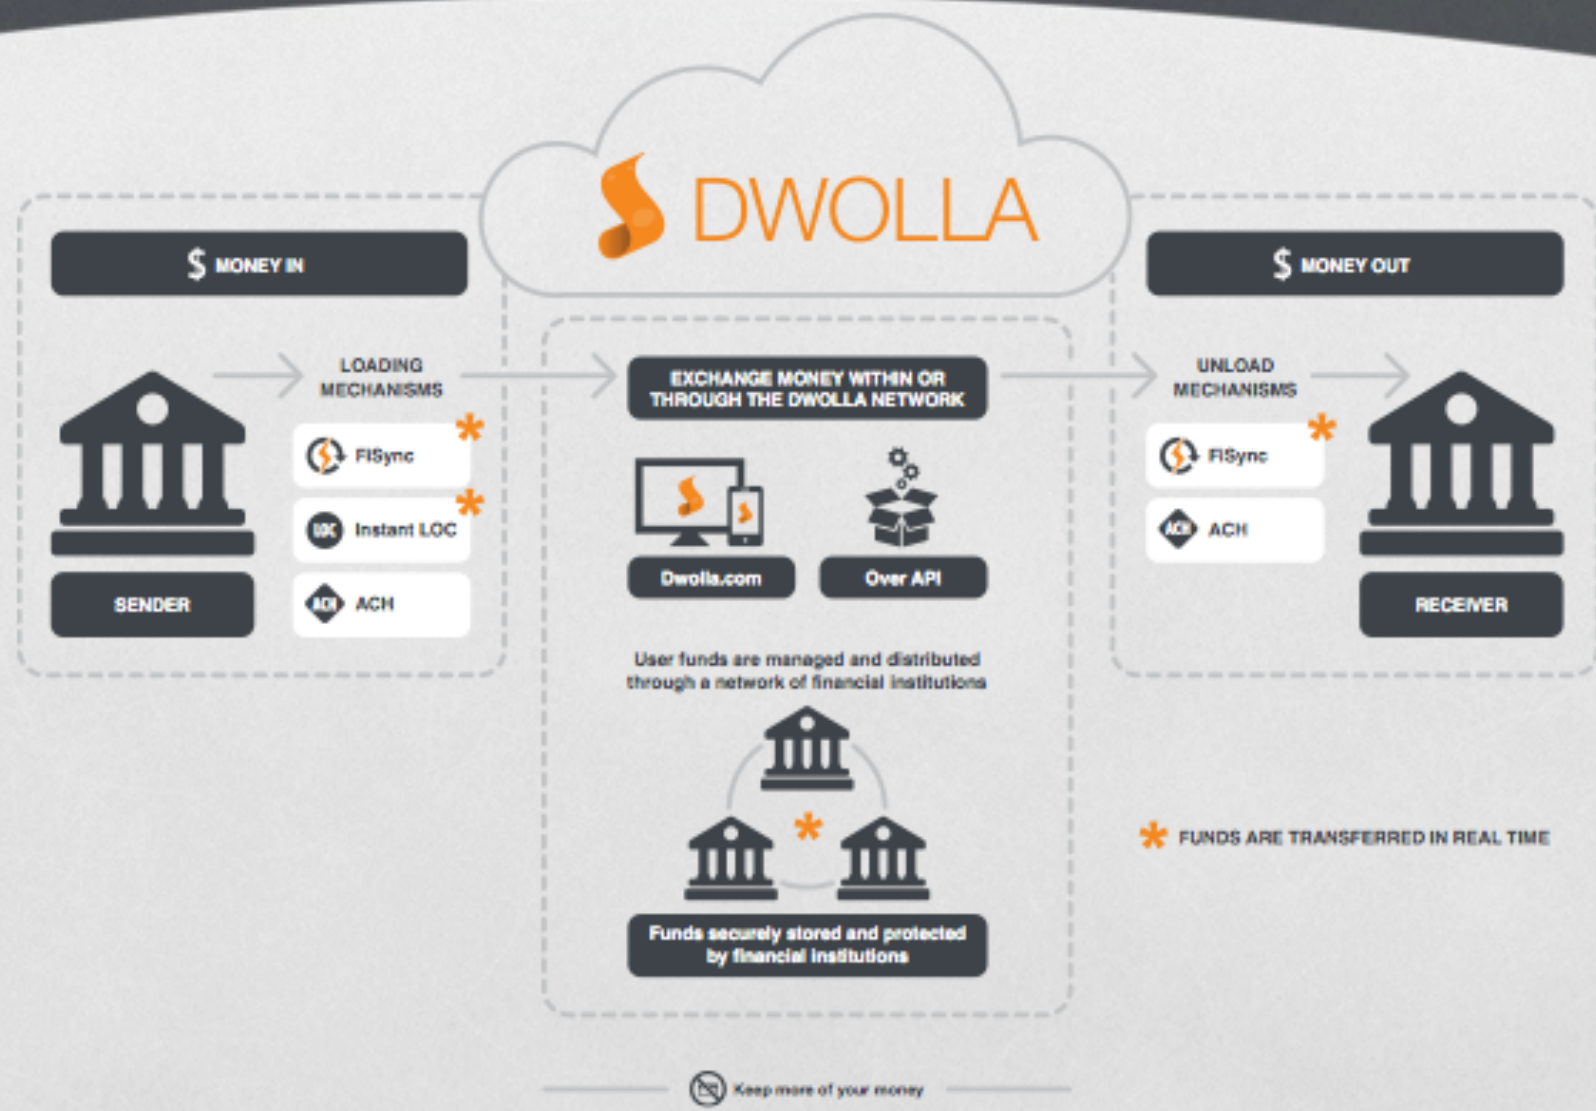 DWOLLA
$ MONEY IN
LOADING
MECHANISMS
FISync
LOC
Instant LOC
ACH
ACH
SENDER
EXCHANGE MONEY WITHIN OR
THROUGH THE DWOLLA NETWORK
Dwolla.com
Over API
User funds are managed and distributed
through a network of financial institutions
*
Funds securely stored and protected
by financial institutions
$ MONEY OUT
UNLOAD
MECHANISMS
FISync
ACH
ACH
RECEIVER
* FUNDS ARE TRANSFERRED IN REAL TIME
Keep more of your money